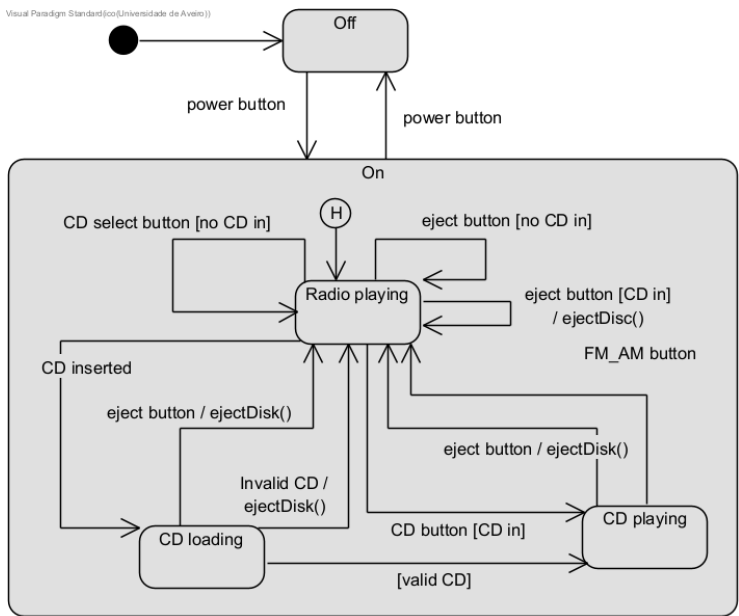 Visual Paradigm Standard(ico(Universidade de Aveiro))
Off
power button
power button
On
H
CD select button [no CD in]
eject button [no CD in]
Radio playing
eject button [CD in]
/ ejectDisc()
FM_AM button
CD inserted
eject button / ejectDisk()
eject button / ejectDisk()
Invalid CD /
ejectDisk()
CD button [CD in]
CD playing
CD loading
[valid CD]